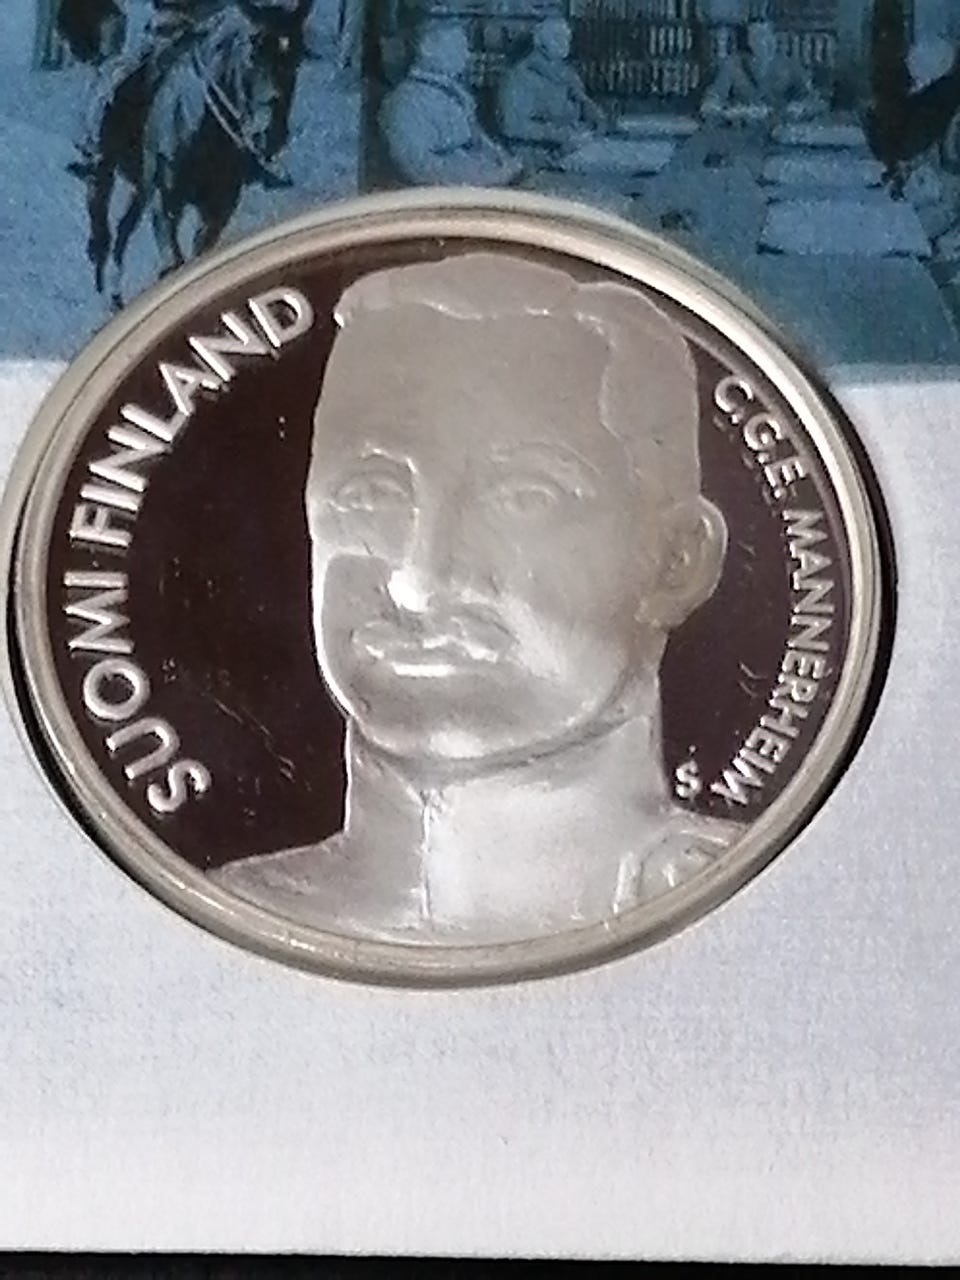 SUOMI FINLAND
C.G.E. MANNERHEIM
S